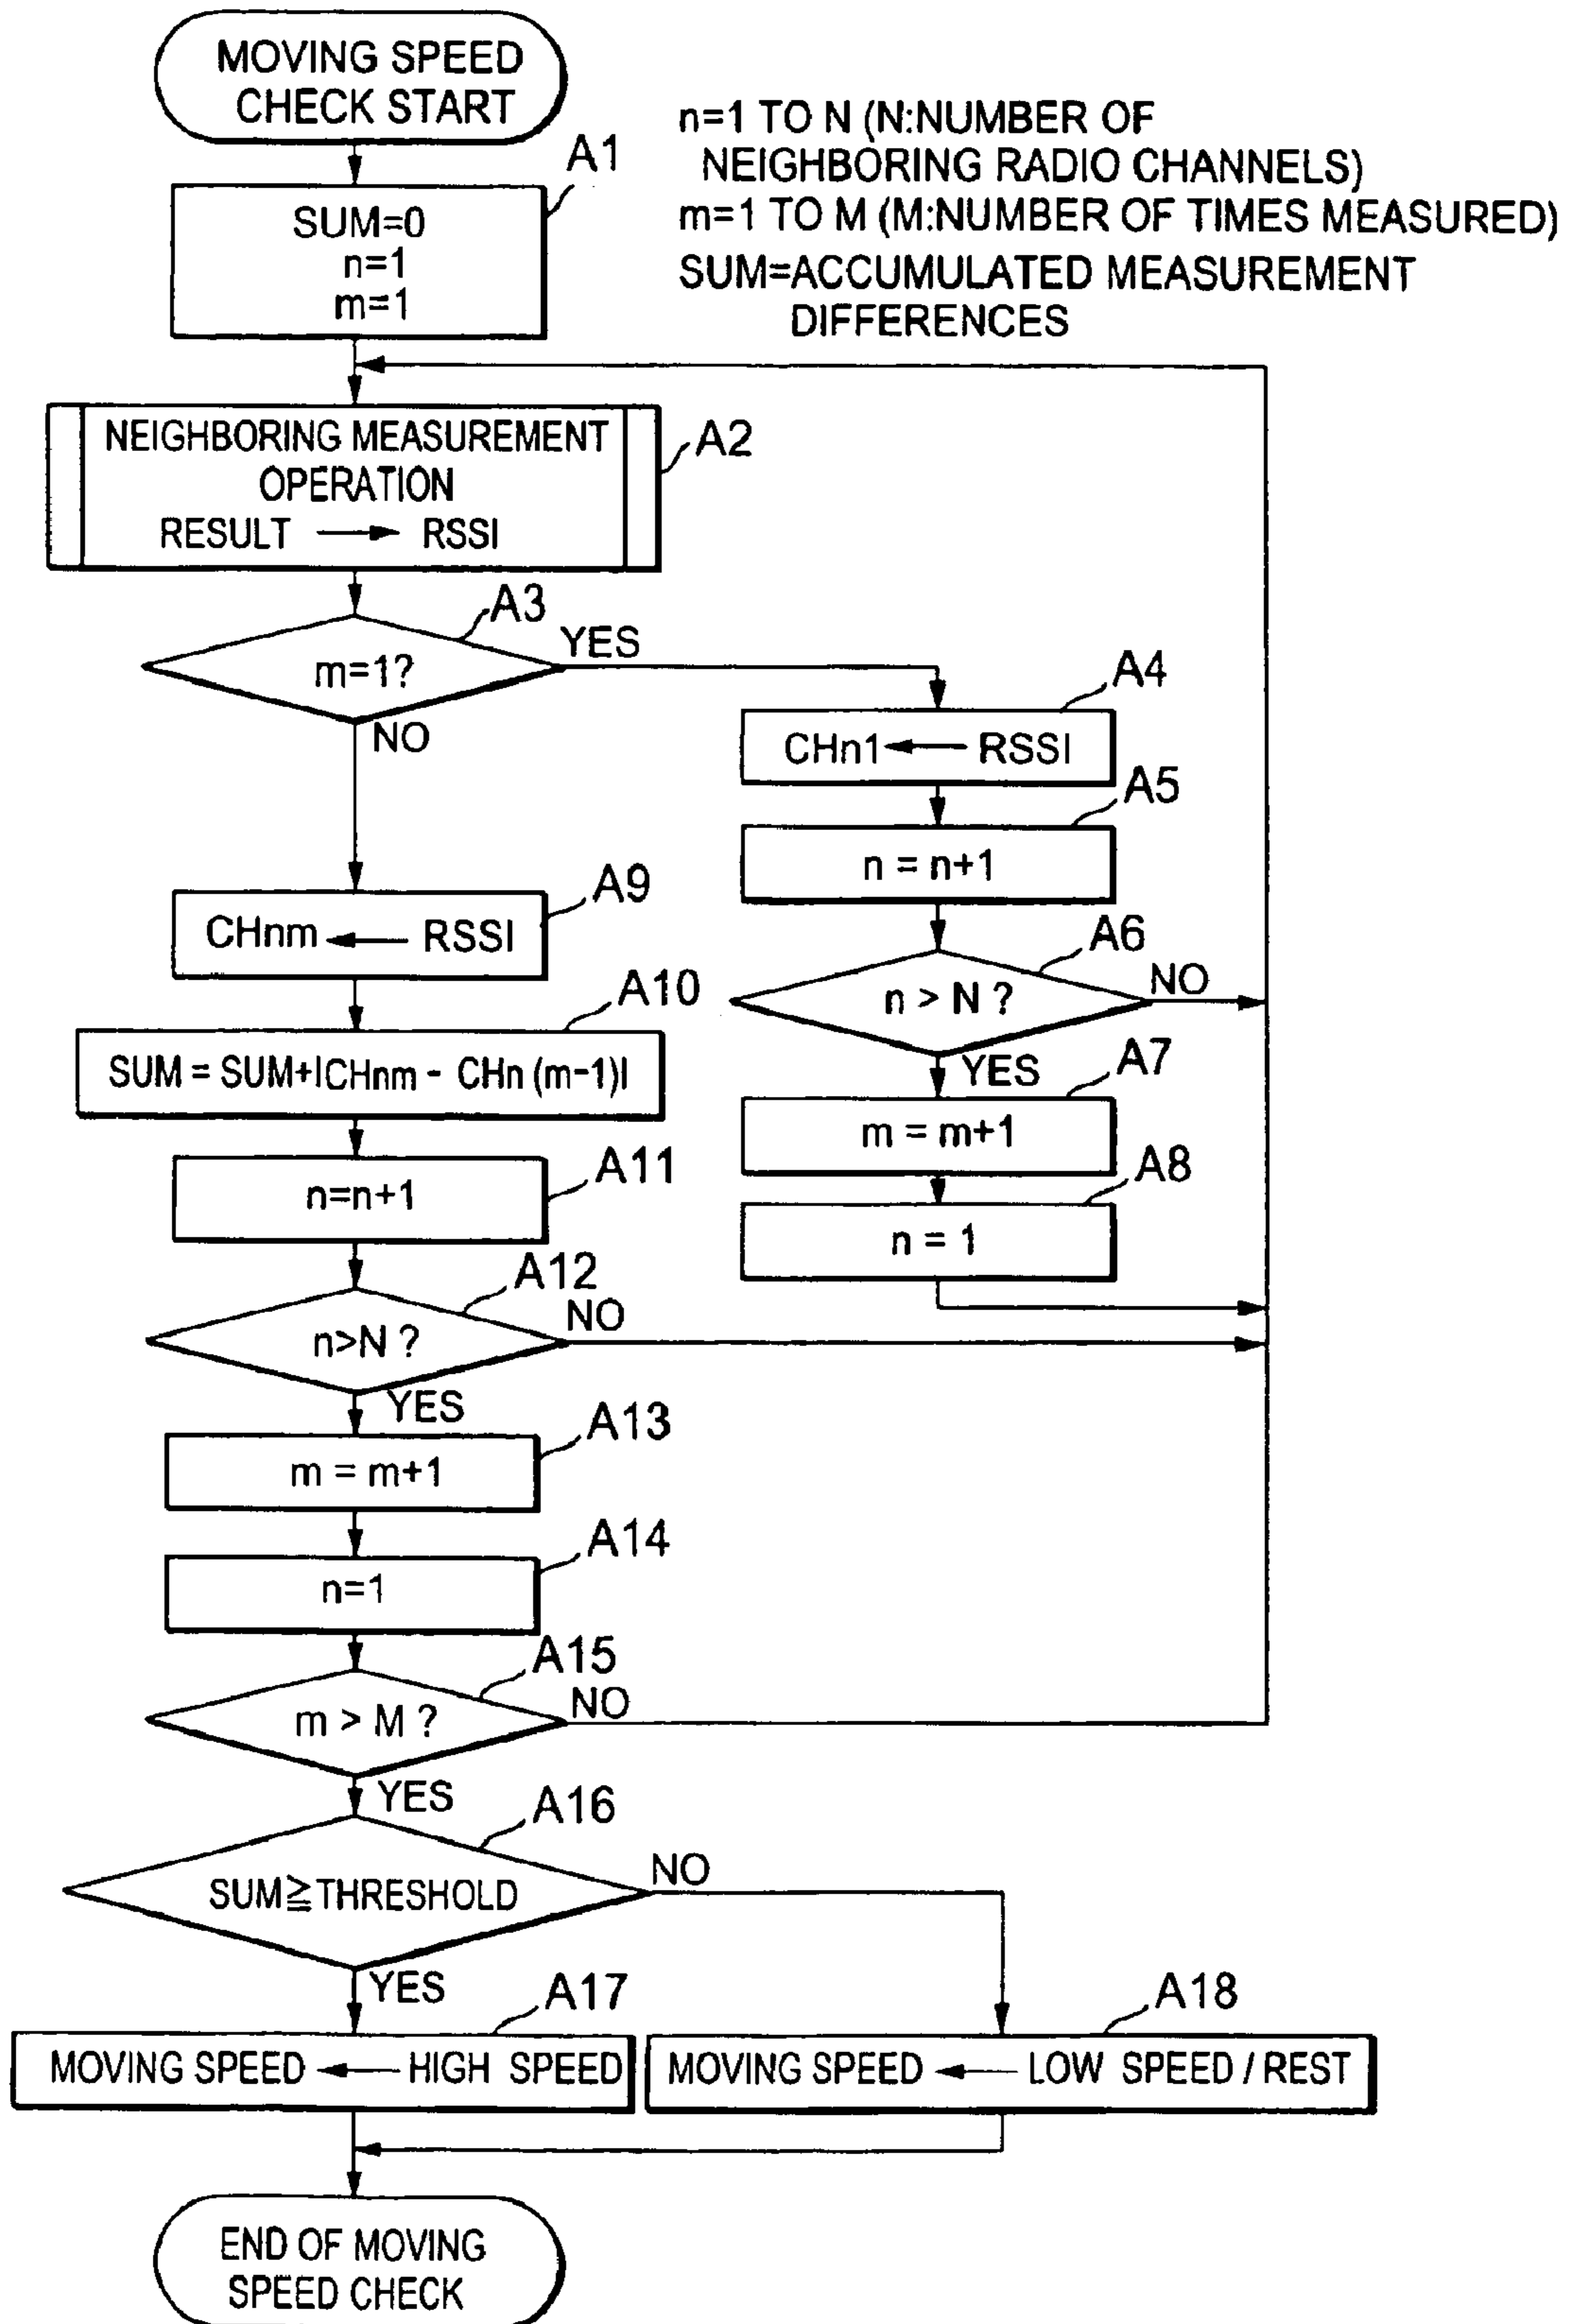 MOVING SPEED
CHECK START
n=1 TO N (N:NUMBER OF
NEIGHBORING RADIO CHANNELS)
m=1 TO M (M:NUMBER OF TIMES MEASURED)
SUM=ACCUMULATED MEASUREMENT
DIFFERENCES
A1
SUM=0
n=1
m=1
A2
NEIGHBORING MEASUREMENT
OPERATION
RESULT → RSSI
A3
m=1?
YES
NO
A4
CHn1 ← RSSI
A5
n = n+1
A6
n > N ?
NO
YES
A7
m = m+1
A8
n = 1
A9
CHnm ← RSSI
A10
SUM = SUM+|CHnm - CHn (m-1)|
A11
n=n+1
A12
n>N ?
NO
YES
A13
m = m+1
A14
n=1
A15
m > M ?
NO
YES
A16
SUM≧THRESHOLD
NO
YES
A17
MOVING SPEED ← HIGH SPEED
A18
MOVING SPEED ← LOW SPEED / REST
END OF MOVING
SPEED CHECK